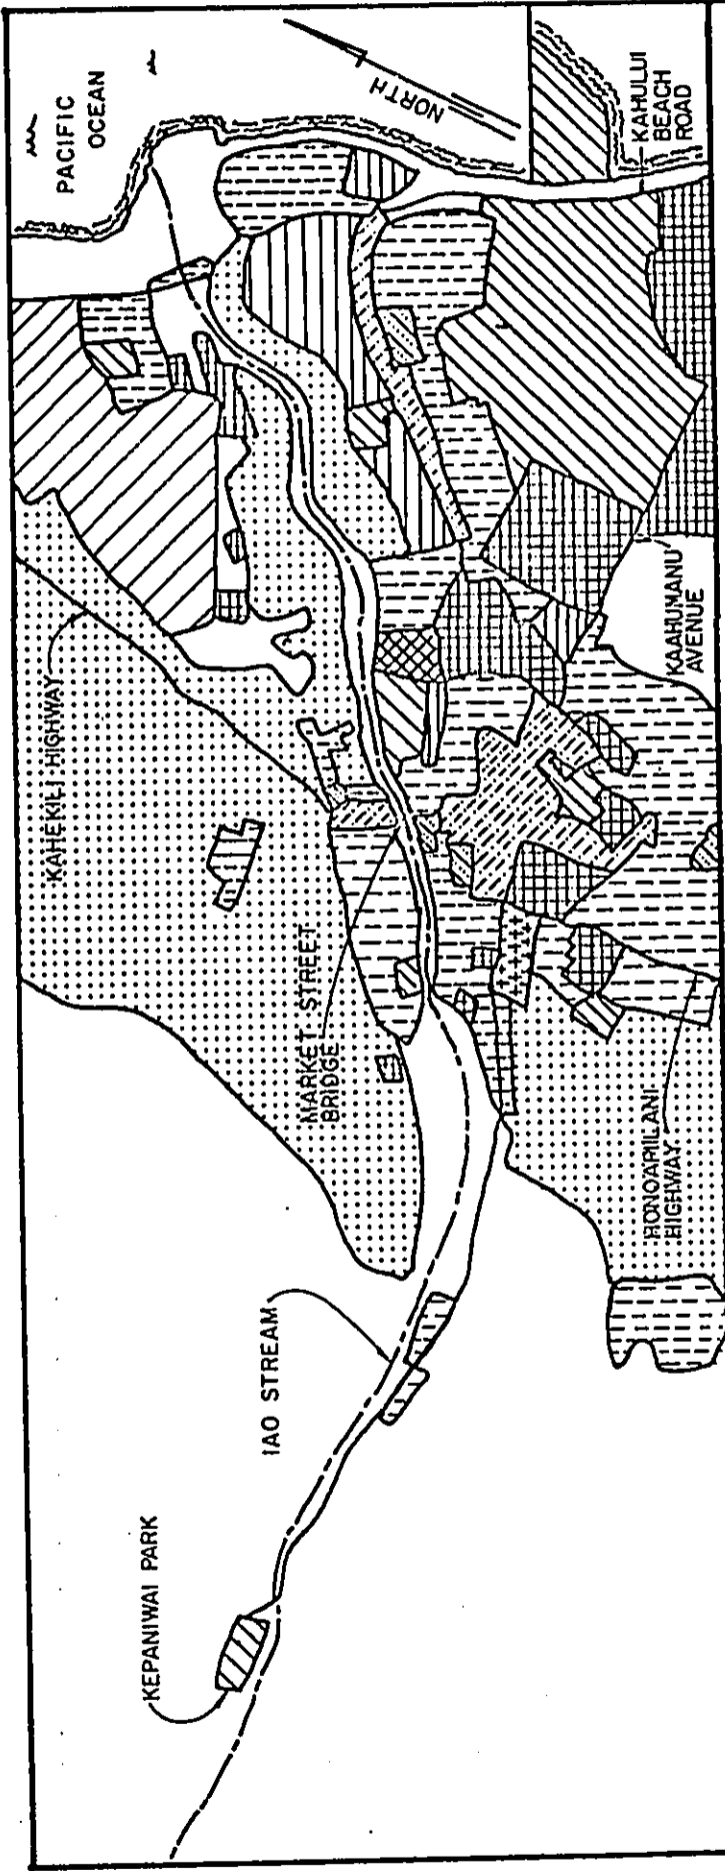 PACIFIC
OCEAN
NORTH
KAHULUI
BEACH
ROAD
KAHEKILI HIGHWAY
KAAHUMANU
AVENUE
MARKET STREET
BRIDGE
HONOAPIILANI
HIGHWAY
IAO STREAM
KEPANIWAI PARK